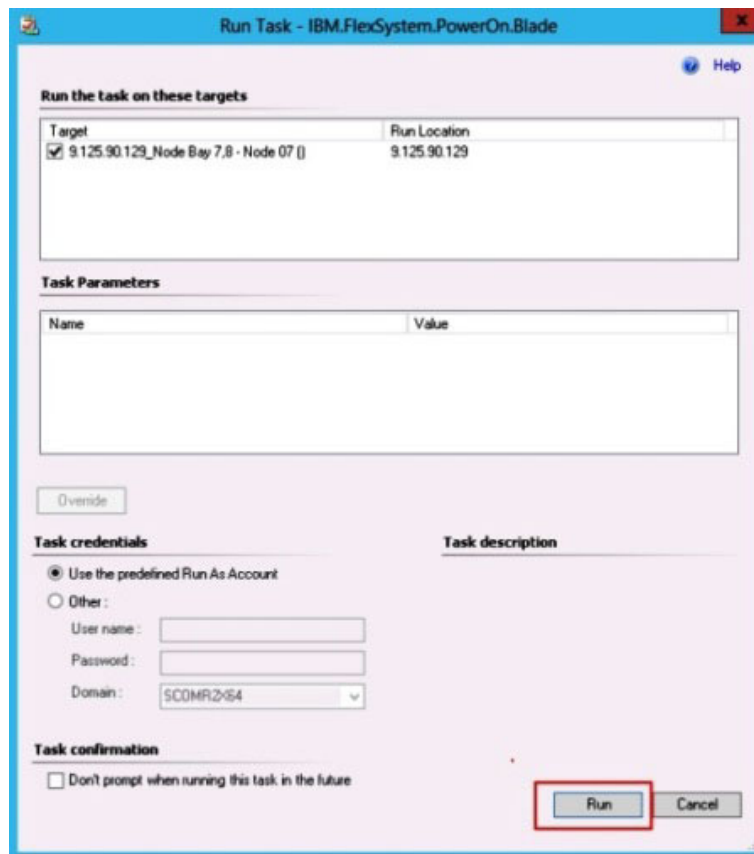 Run Task - IBM.FlexSystem.PowerOn.Blade
x
Help
Run the task on these targets
Target Run Location
9.125.90.129_Node Bay 7,8 - Node 07 () 9.125.90.129
Task Parameters
Name Value
Override
Task credentials Task description
Use the predefined Run As Account
Other :
User name :
Password :
Domain : SCOMR2X64
Task confirmation
Don't prompt when running this task in the future
Run Cancel